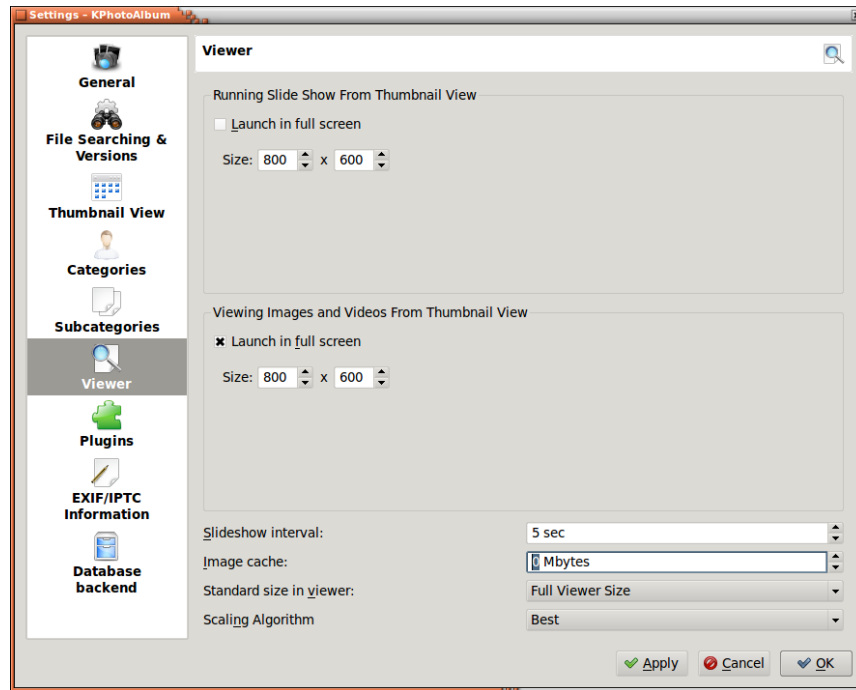 Settings – KPhotoAlbum
General
File Searching &
Versions
Thumbnail View
Categories
Subcategories
Viewer
Plugins
EXIF/IPTC
Information
Database
backend
Viewer
Running Slide Show From Thumbnail View
Launch in full screen
Size: 800 x 600
Viewing Images and Videos From Thumbnail View
Launch in full screen
Size: 800 x 600
Slideshow interval: 5 sec
Image cache: 0 Mbytes
Standard size in viewer: Full Viewer Size
Scaling Algorithm Best
Apply Cancel OK